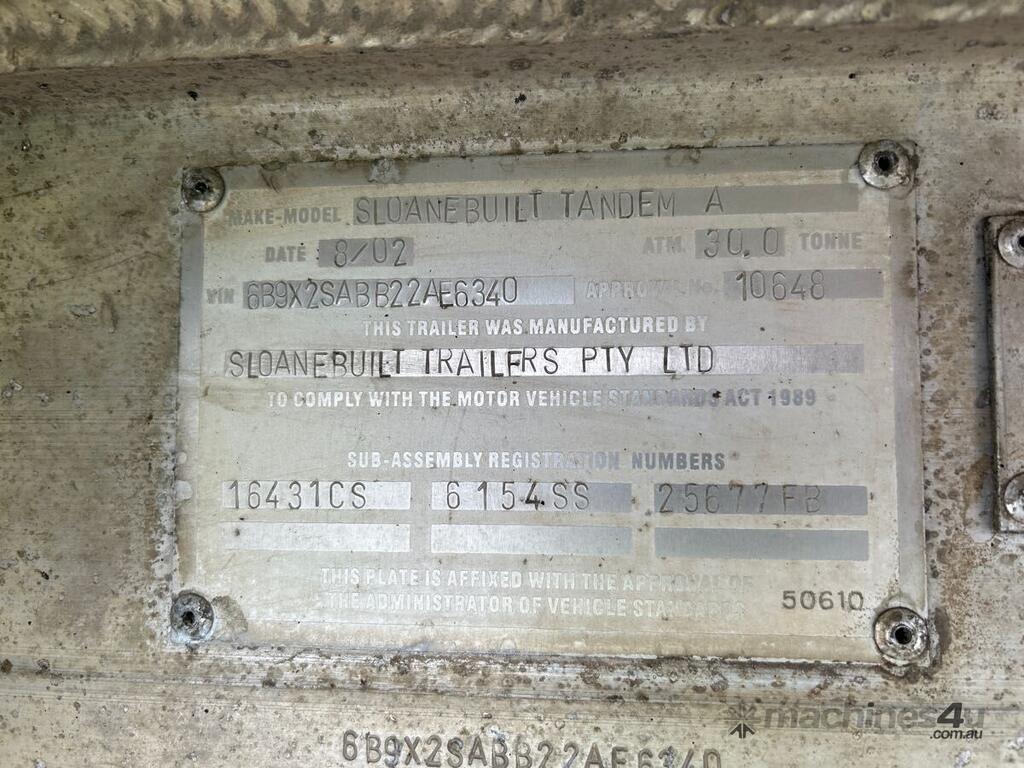 MAKE-MODEL SLOANEBUILT TANDEM A
DATE 8/02 ATM. 30.0 TONNE
VIN 6B9X2SABB22AE6340 APPROVAL No. 10648
THIS TRAILER WAS MANUFACTURED BY
SLOANEBUILT TRAILERS PTY LTD
TO COMPLY WITH THE MOTOR VEHICLE STANDARDS ACT 1989
SUB-ASSEMBLY REGISTRATION NUMBERS
16431CS 6154SS 25677FB
THIS PLATE IS AFFIXED WITH THE APPROVAL OF
THE ADMINISTRATOR OF VEHICLE STANDARDS 50610
machines4u
.com.au
6B9X2SABB22AE6340